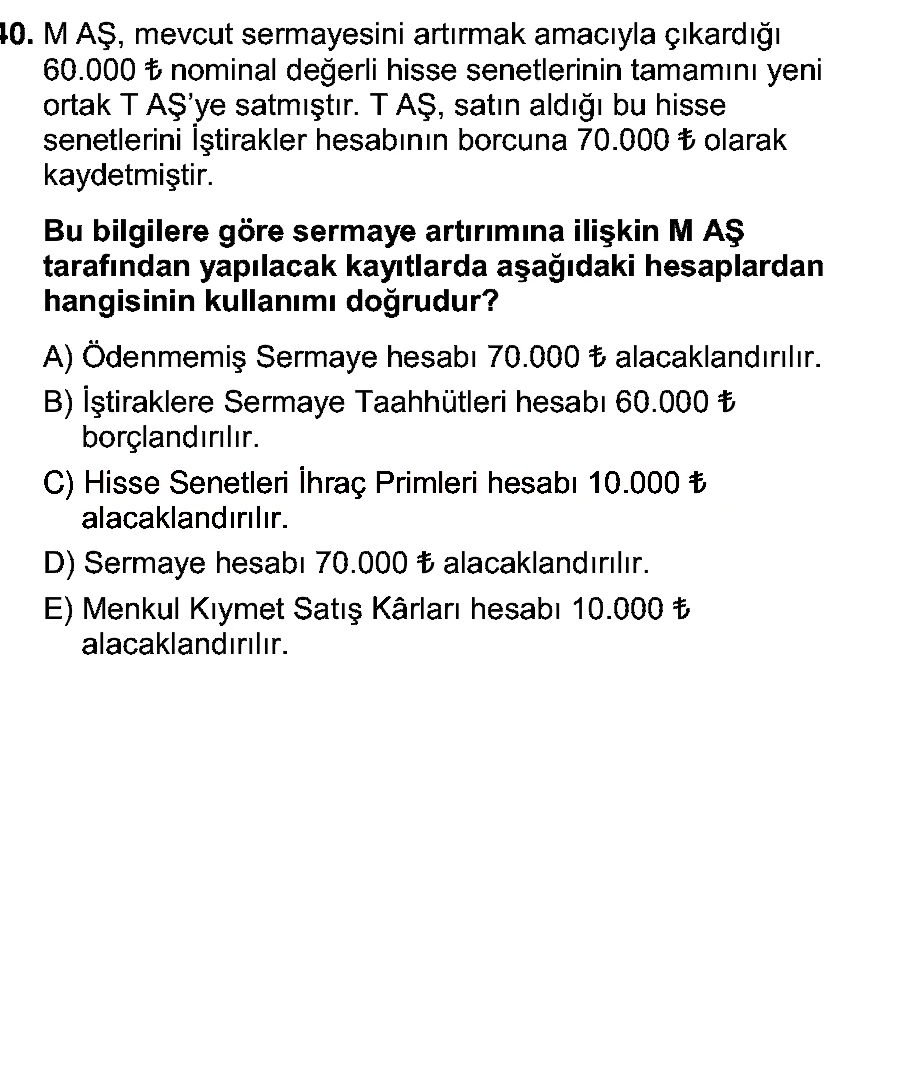 40. M AŞ, mevcut sermayesini artırmak amacıyla çıkardığı
60.000 ₺ nominal değerli hisse senetlerinin tamamını yeni
ortak T AŞ’ye satmıştır. T AŞ, satın aldığı bu hisse
senetlerini İştirakler hesabının borcuna 70.000 ₺ olarak
kaydetmiştir.
Bu bilgilere göre sermaye artırımına ilişkin M AŞ
tarafından yapılacak kayıtlarda aşağıdaki hesaplardan
hangisinin kullanımı doğrudur?
A) Ödenmemiş Sermaye hesabı 70.000 ₺ alacaklandırılır.
B) İştiraklere Sermaye Taahhütleri hesabı 60.000 ₺
borçlandırılır.
C) Hisse Senetleri İhraç Primleri hesabı 10.000 ₺
alacaklandırılır.
D) Sermaye hesabı 70.000 ₺ alacaklandırılır.
E) Menkul Kıymet Satış Kârları hesabı 10.000 ₺
alacaklandırılır.